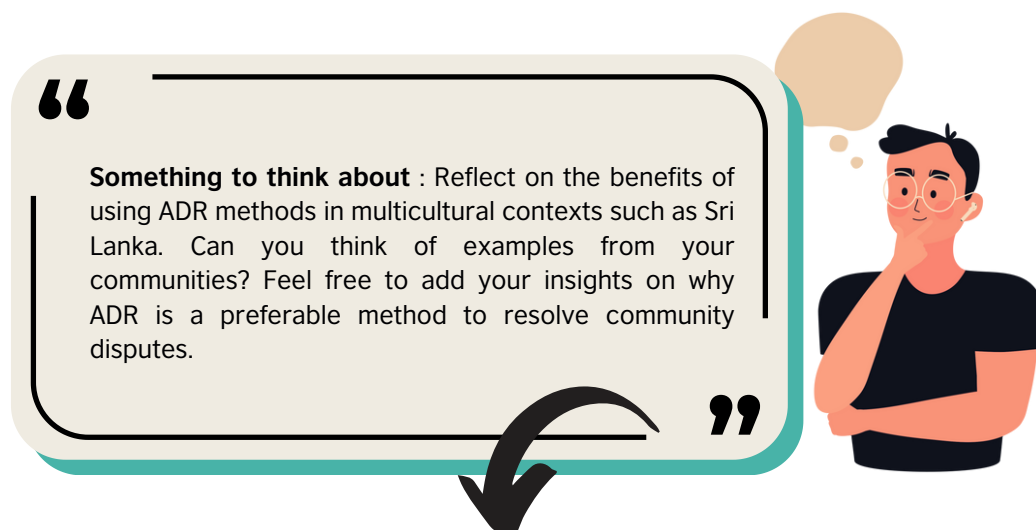 “
Something to think about : Reflect on the benefits of
using ADR methods in multicultural contexts such as Sri
Lanka. Can you think of examples from your
communities? Feel free to add your insights on why
ADR is a preferable method to resolve community
disputes.
”